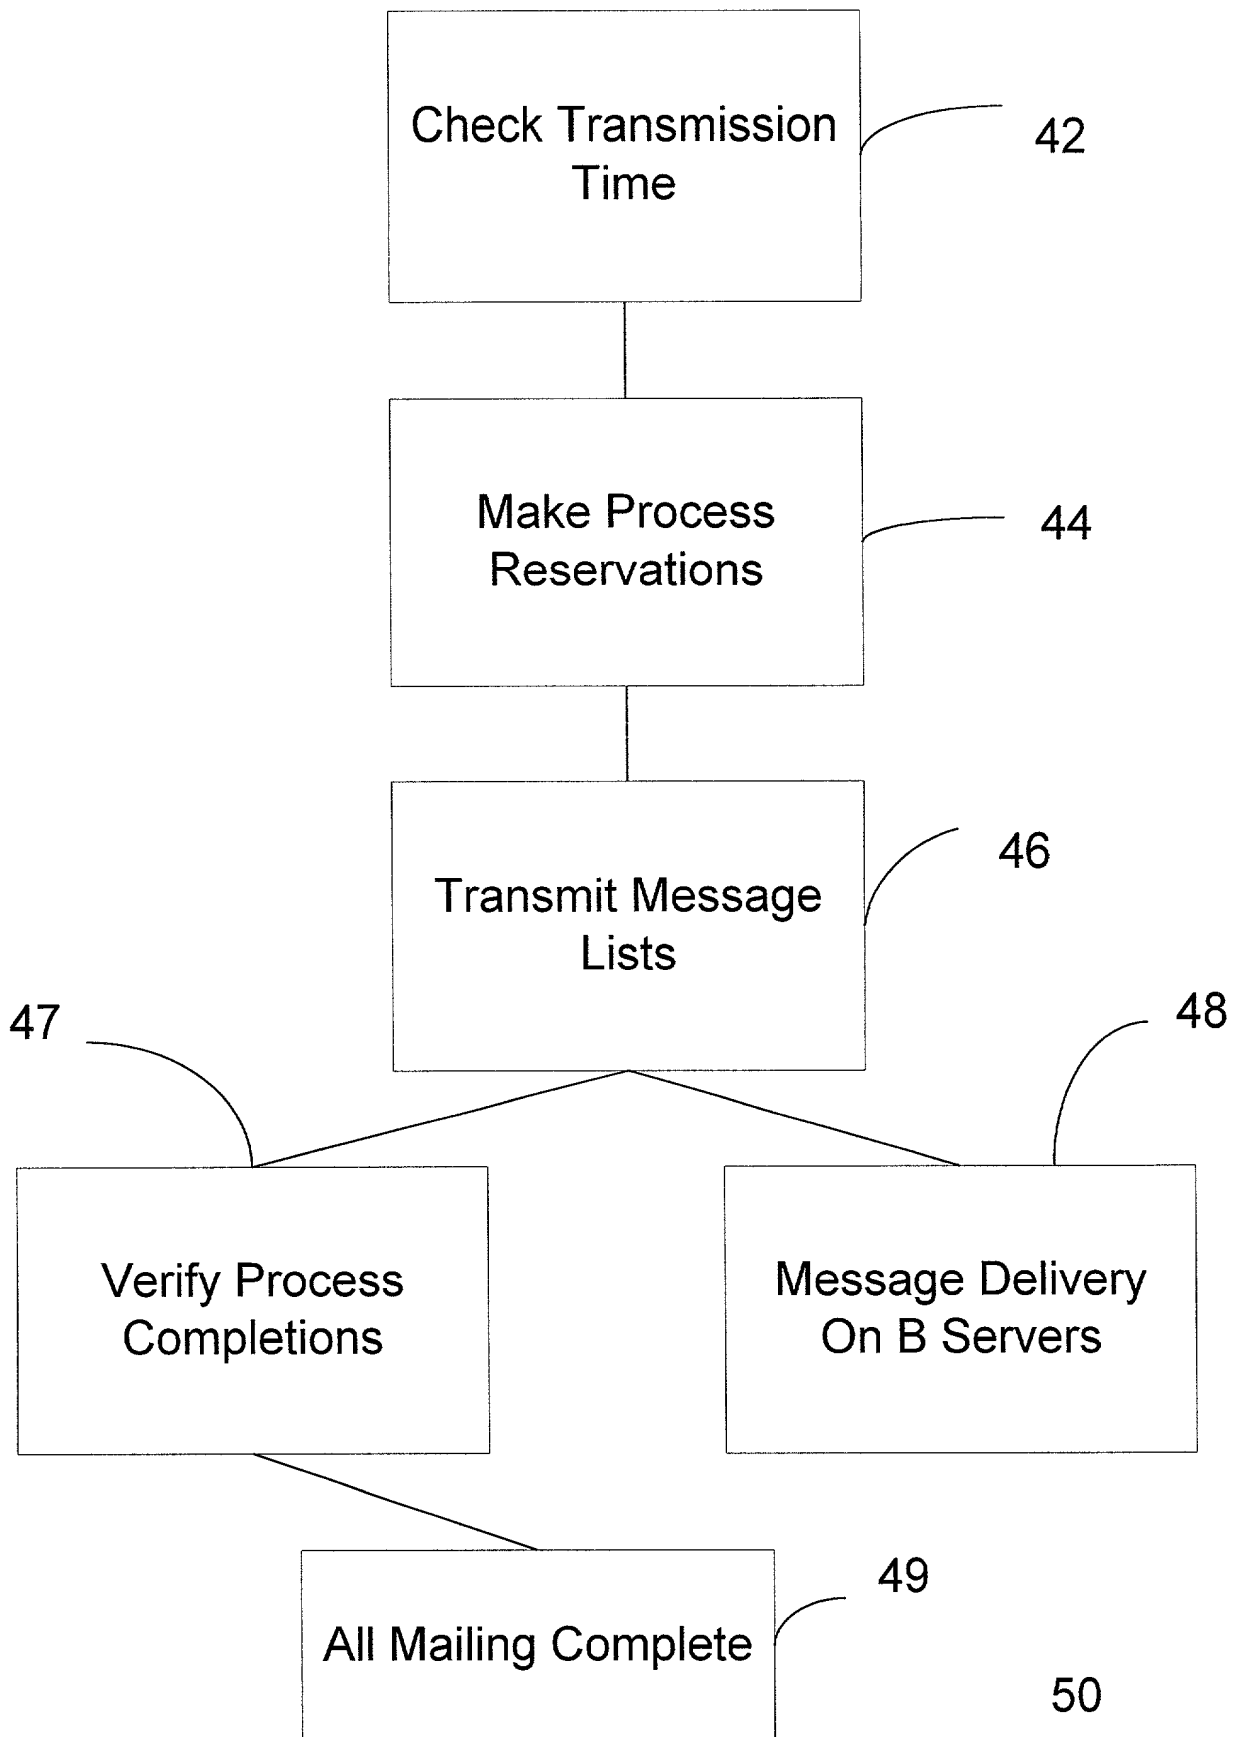 Check Transmission
Time
42
Make Process
Reservations
44
Transmit Message
Lists
46
47
48
Verify Process
Completions
Message Delivery
On B Servers
49
All Mailing Complete
50